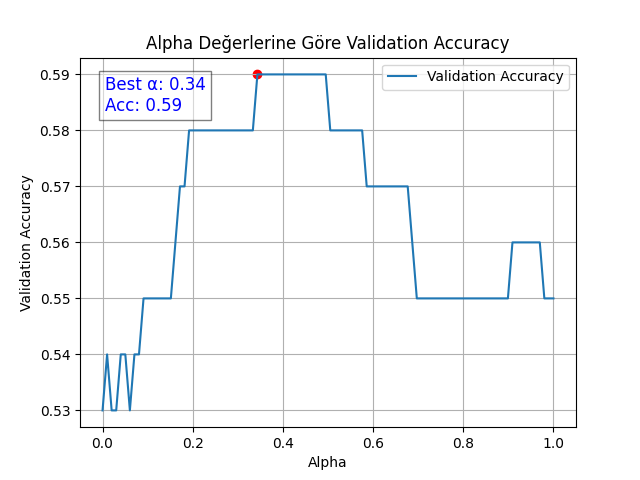 Alpha Değerlerine Göre Validation Accuracy
Best α: 0.34
Acc: 0.59
Validation Accuracy
Validation Accuracy
0.59
0.58
0.57
0.56
0.55
0.54
0.53
0.0 0.2 0.4 0.6 0.8 1.0
Alpha